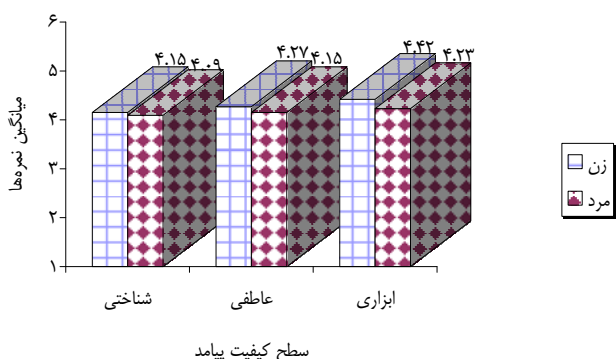 ۶
۵
۴
۳
۲
۱
میانگین نمره‌ها
۴.۱۵ ۴.۰۹
۴.۲۷ ۴.۱۵
۴.۴۲ ۴.۲۳
شناختی
عاطفی
ابزاری
سطح کیفیت پیامد
زن
مرد